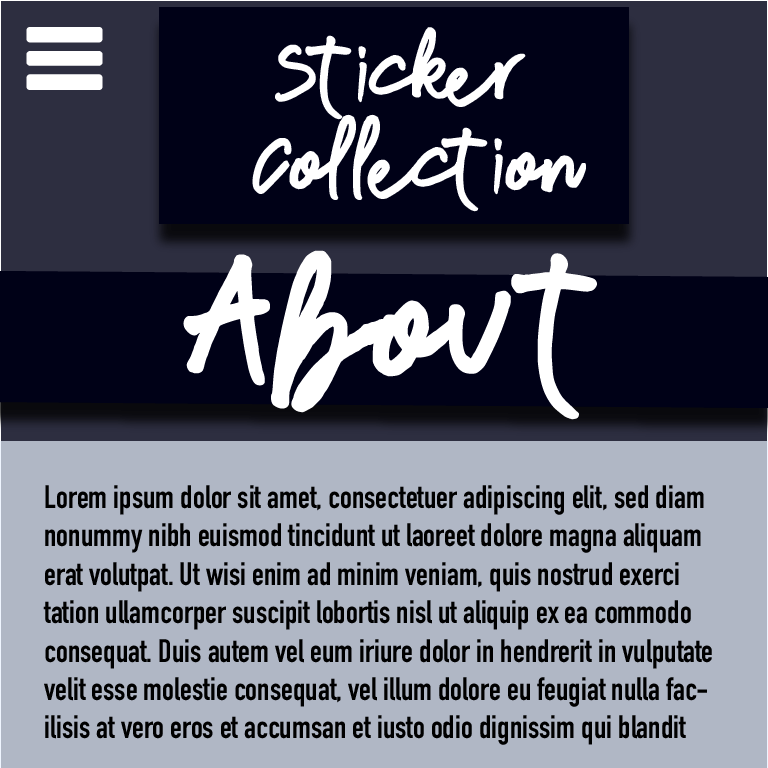 sticker
collection
About
Lorem ipsum dolor sit amet, consectetuer adipiscing elit, sed diam
nonummy nibh euismod tincidunt ut laoreet dolore magna aliquam
erat volutpat. Ut wisi enim ad minim veniam, quis nostrud exerci
tation ullamcorper suscipit lobortis nisl ut aliquip ex ea commodo
consequat. Duis autem vel eum iriure dolor in hendrerit in vulputate
velit esse molestie consequat, vel illum dolore eu feugiat nulla fac-
ilisis at vero eros et accumsan et iusto odio dignissim qui blandit